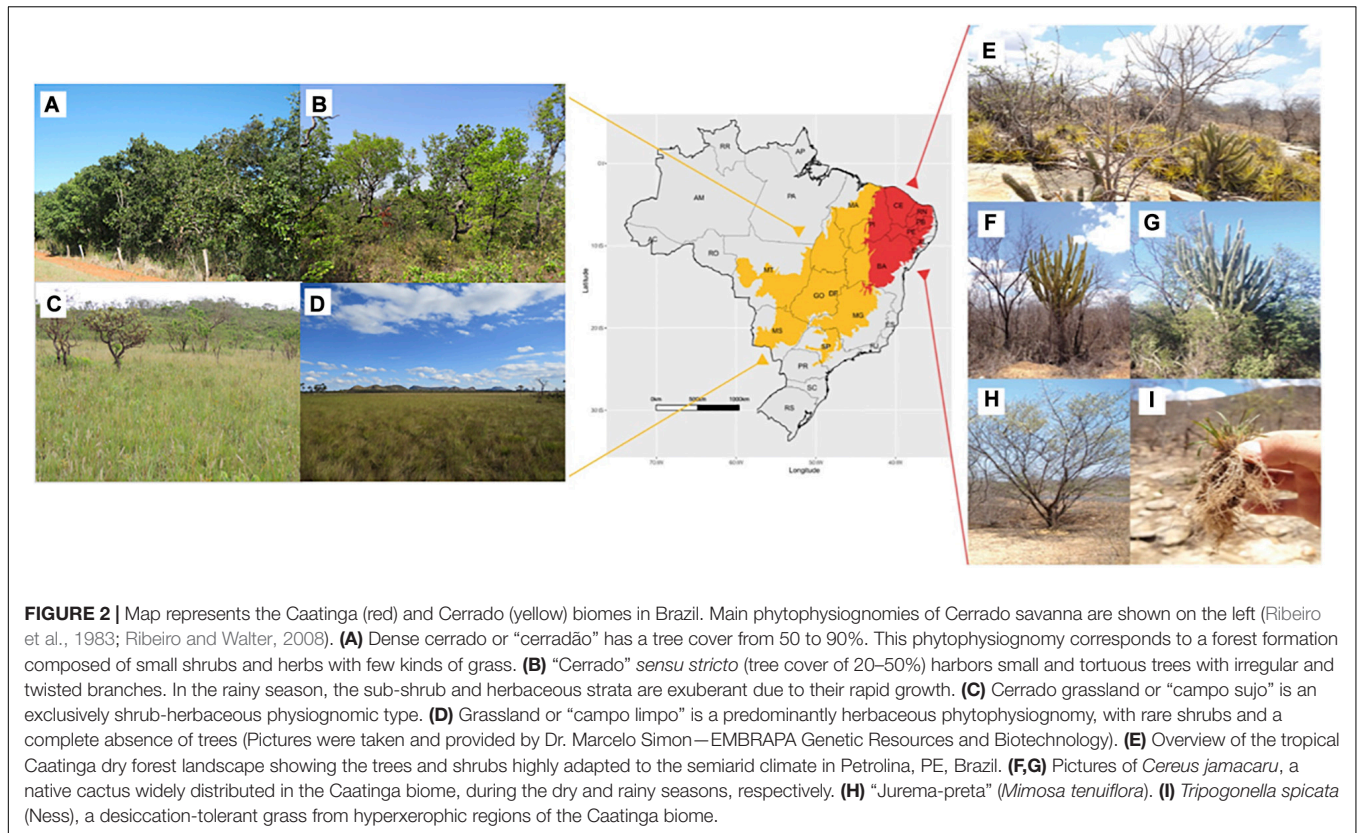 A
B
C
D
E
F
G
H
I
RR
AP
AM
PA
MA
CE
RN
PB
PE
PI
AC
RO
MT
BA
GO
DF
MG
ES
MS
SP
RJ
PR
SC
RS
10°S
20°S
30°S
Latitude
0km 500km 1000km
Longitude
FIGURE 2 | Map represents the Caatinga (red) and Cerrado (yellow) biomes in Brazil. Main phytophysiognomies of Cerrado savanna are shown on the left (Ribeiro
et al., 1983; Ribeiro and Walter, 2008). (A) Dense cerrado or “cerradão” has a tree cover from 50 to 90%. This phytophysiognomy corresponds to a forest formation
composed of small shrubs and herbs with few kinds of grass. (B) “Cerrado” sensu stricto (tree cover of 20–50%) harbors small and tortuous trees with irregular and
twisted branches. In the rainy season, the sub-shrub and herbaceous strata are exuberant due to their rapid growth. (C) Cerrado grassland or “campo sujo” is an
exclusively shrub-herbaceous physiognomic type. (D) Grassland or “campo limpo” is a predominantly herbaceous phytophysiognomy, with rare shrubs and a
complete absence of trees (Pictures were taken and provided by Dr. Marcelo Simon—EMBRAPA Genetic Resources and Biotechnology). (E) Overview of the tropical
Caatinga dry forest landscape showing the trees and shrubs highly adapted to the semiarid climate in Petrolina, PE, Brazil. (F,G) Pictures of Cereus jamacaru, a
native cactus widely distributed in the Caatinga biome, during the dry and rainy seasons, respectively. (H) “Jurema-preta” (Mimosa tenuiflora). (I) Tripogonella spicata
(Ness), a desiccation-tolerant grass from hyperxerophic regions of the Caatinga biome.